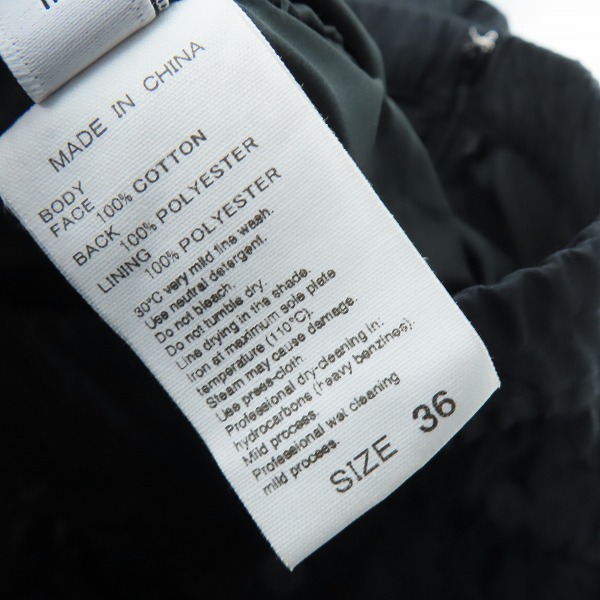 MADE IN CHINA
BODY
FACE 100% COTTON
BACK 100% POLYESTER
LINING 100% POLYESTER
30°C very mild fine wash.
Use neutral detergent.
Do not bleach.
Do not tumble dry.
Line drying in the shade.
Iron at maximum sole plate
temperature (110°C).
Steam may cause damage.
Use press-cloth.
Professional dry-cleaning in:
hydrocarbons (heavy benzines).
Mild process.
Professional wet cleaning
mild process.
SIZE 36